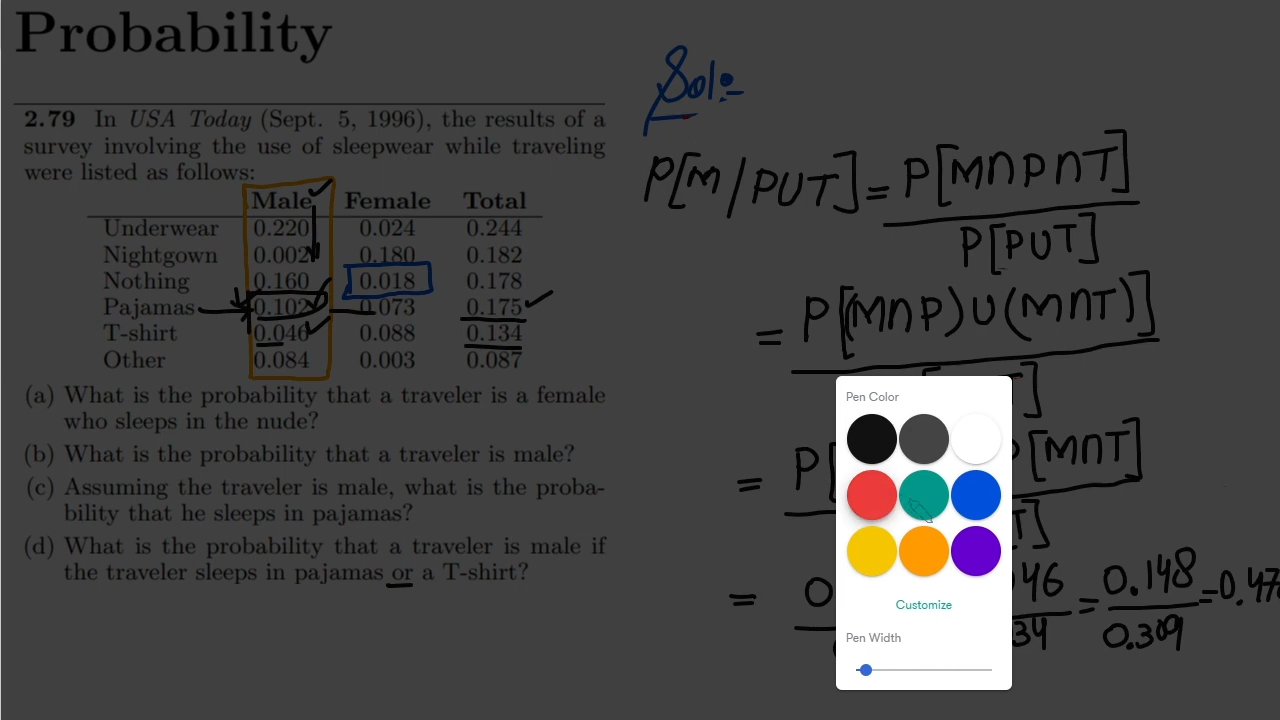 Probability
2.79 In USA Today (Sept. 5, 1996), the results of a
survey involving the use of sleepwear while traveling
were listed as follows:
Male Female Total
Underwear 0.220 0.024 0.244
Nightgown 0.002 0.180 0.182
Nothing 0.160 0.018 0.178
Pajamas 0.102 0.073 0.175
T-shirt 0.046 0.088 0.134
Other 0.084 0.003 0.087
(a) What is the probability that a traveler is a female
who sleeps in the nude?
(b) What is the probability that a traveler is male?
(c) Assuming the traveler is male, what is the proba-
bility that he sleeps in pajamas?
(d) What is the probability that a traveler is male if
the traveler sleeps in pajamas or a T-shirt?
Sol:
P[M/PUT] = P[M∩P∩T]
P[PUT]
= P[(M∩P)U(M∩T)]
= P[ P[M∩T]
= 0. 46 = 0.148 = 0.478
34 0.309
Pen Color
Customize
Pen Width